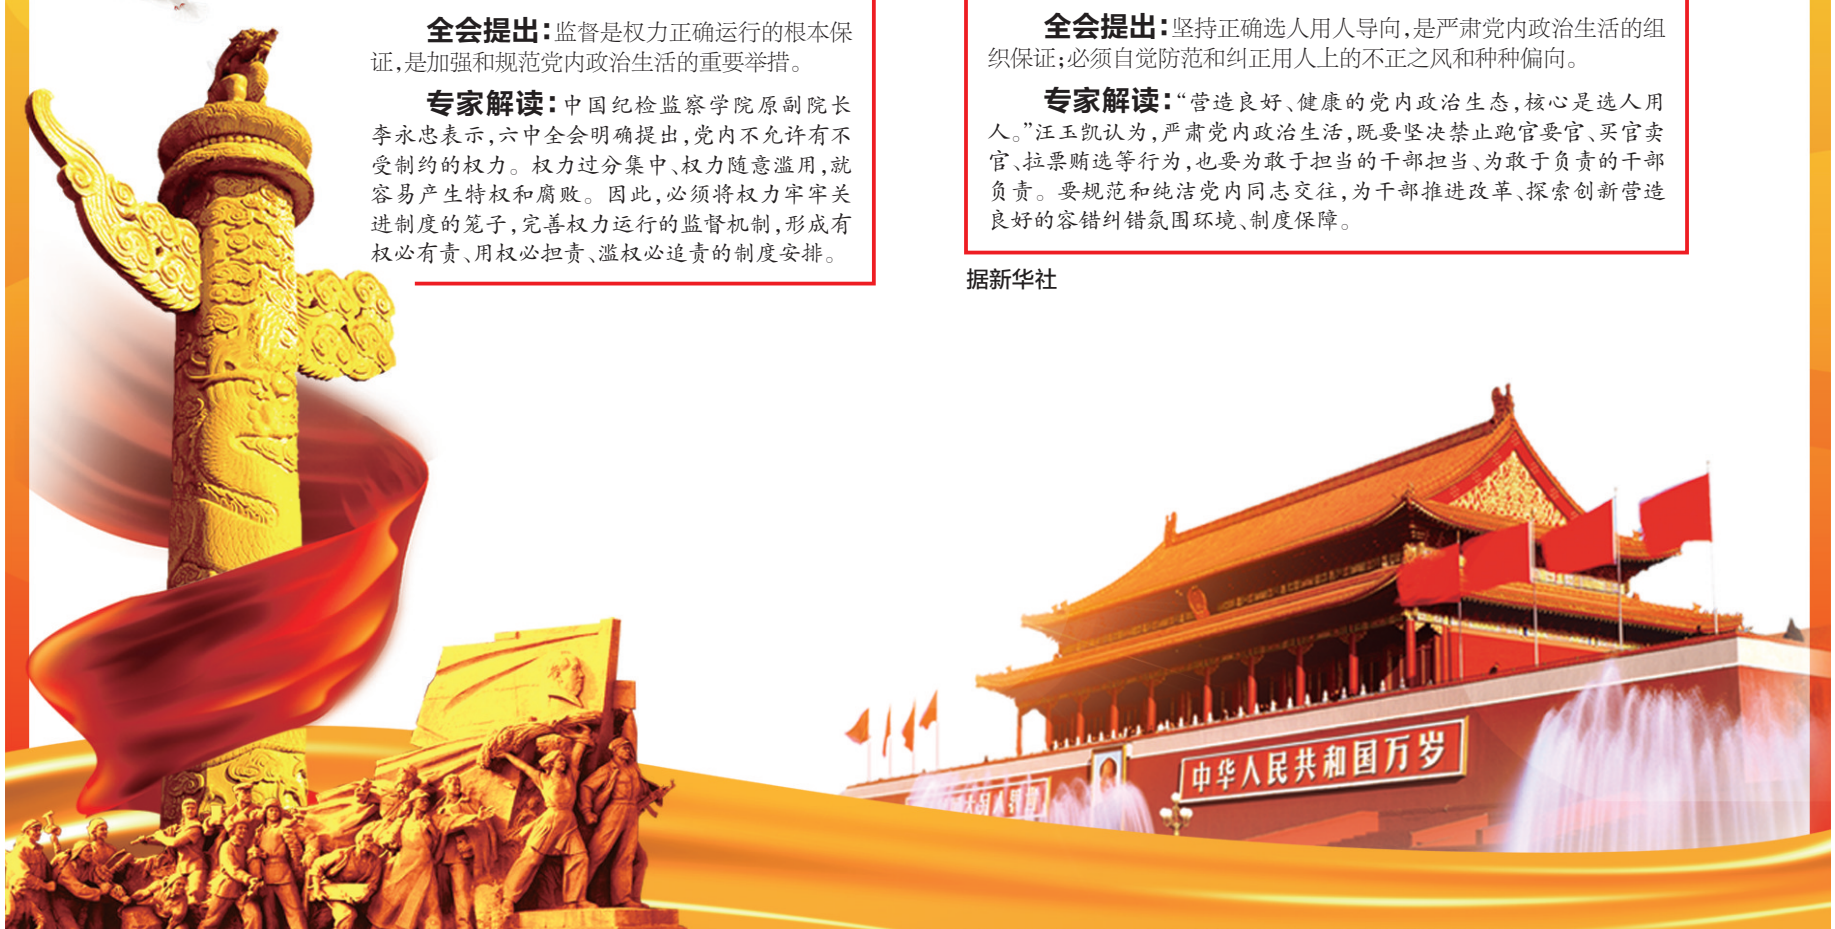 全会提出：监督是权力正确运行的根本保
证，是加强和规范党内政治生活的重要举措。
专家解读：中国纪检监察学院原副院长
李永忠表示，六中全会明确提出，党内不允许有不
受制约的权力。权力过分集中、权力随意滥用，就
容易产生特权和腐败。因此，必须将权力牢牢关
进制度的笼子，完善权力运行的监督机制，形成有
权必有责、用权必担责、滥权必追责的制度安排。
全会提出：坚持正确选人用人导向，是严肃党内政治生活的组
织保证；必须自觉防范和纠正用人上的不正之风和种种偏向。
专家解读：“营造良好、健康的党内政治生态，核心是选人用
人。”汪玉凯认为，严肃党内政治生活，既要坚决禁止跑官要官、买官卖
官、拉票贿选等行为，也要为敢于担当的干部担当、为敢于负责的干部
负责。要规范和纯洁党内同志交往，为干部推进改革、探索创新营造
良好的容错纠错氛围环境、制度保障。
据新华社
中华人民共和国万岁